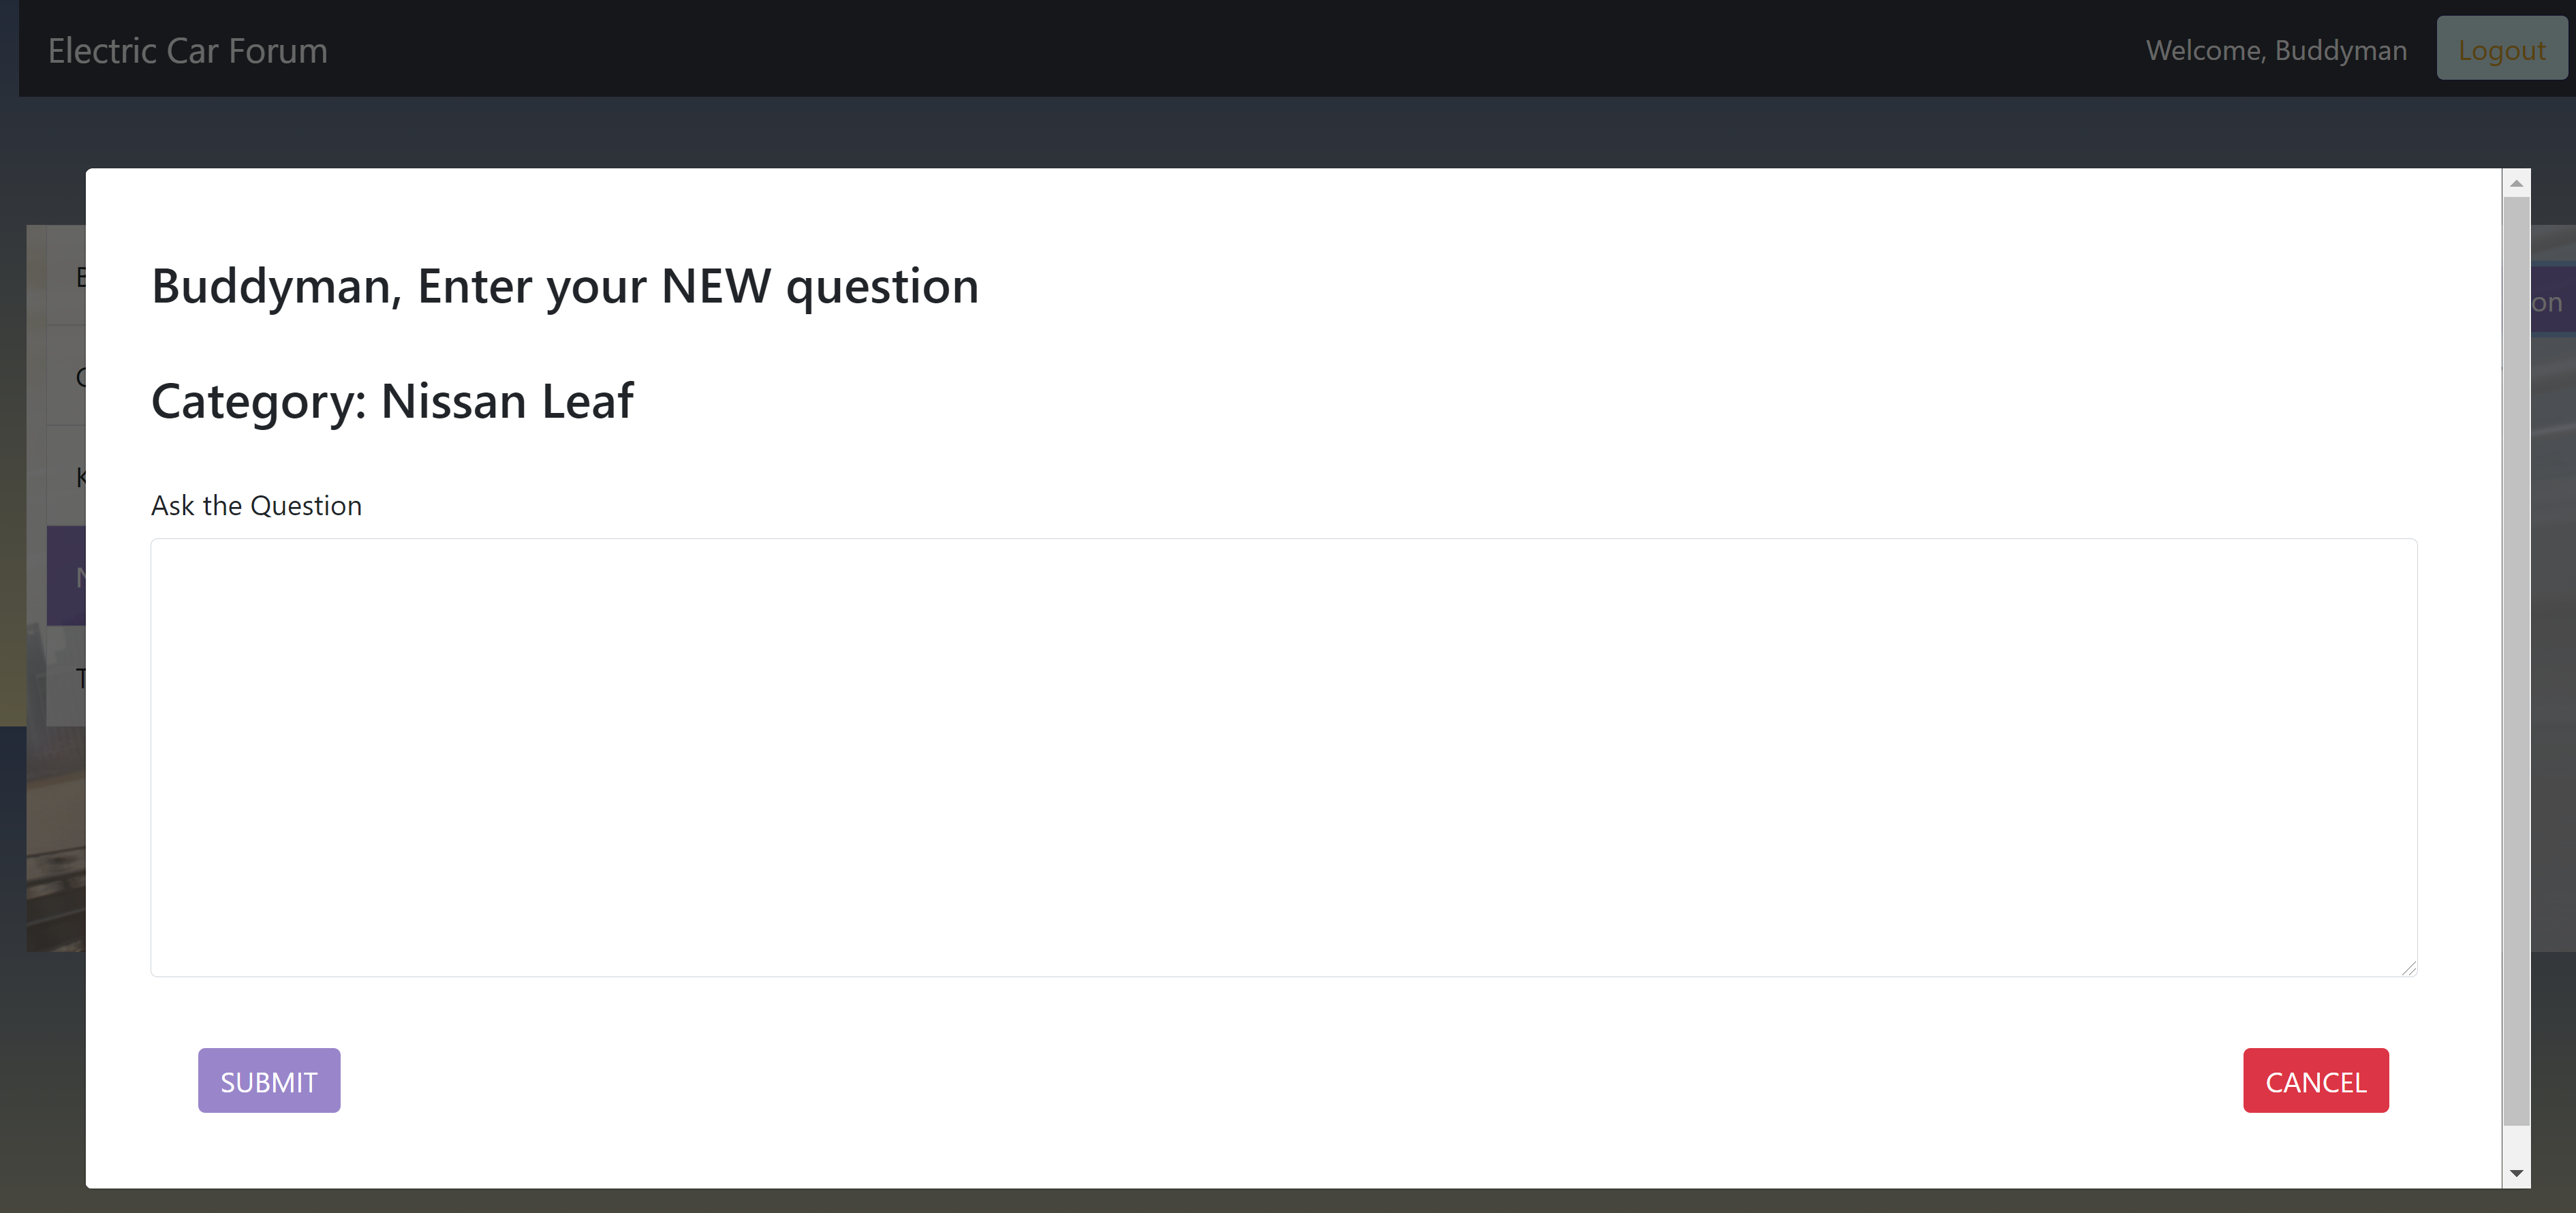 Electric Car Forum
Welcome, Buddyman
Logout
Buddyman, Enter your NEW question
Category: Nissan Leaf
Ask the Question
SUBMIT
CANCEL